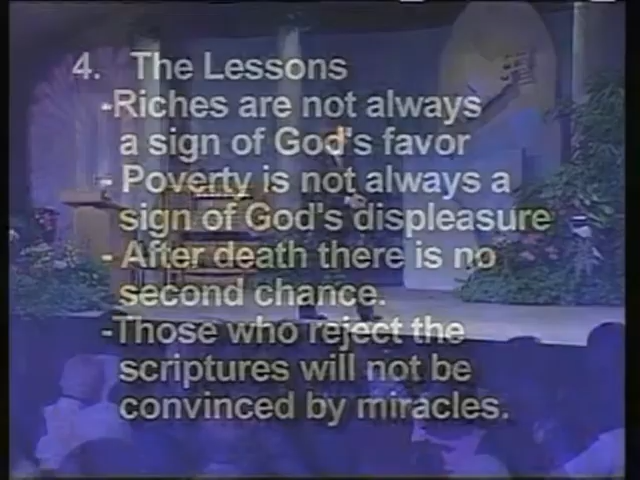 4. The Lessons
-Riches are not always
a sign of God's favor
- Poverty is not always a
sign of God's displeasure
- After death there is no
second chance.
-Those who reject the
scriptures will not be
convinced by miracles.